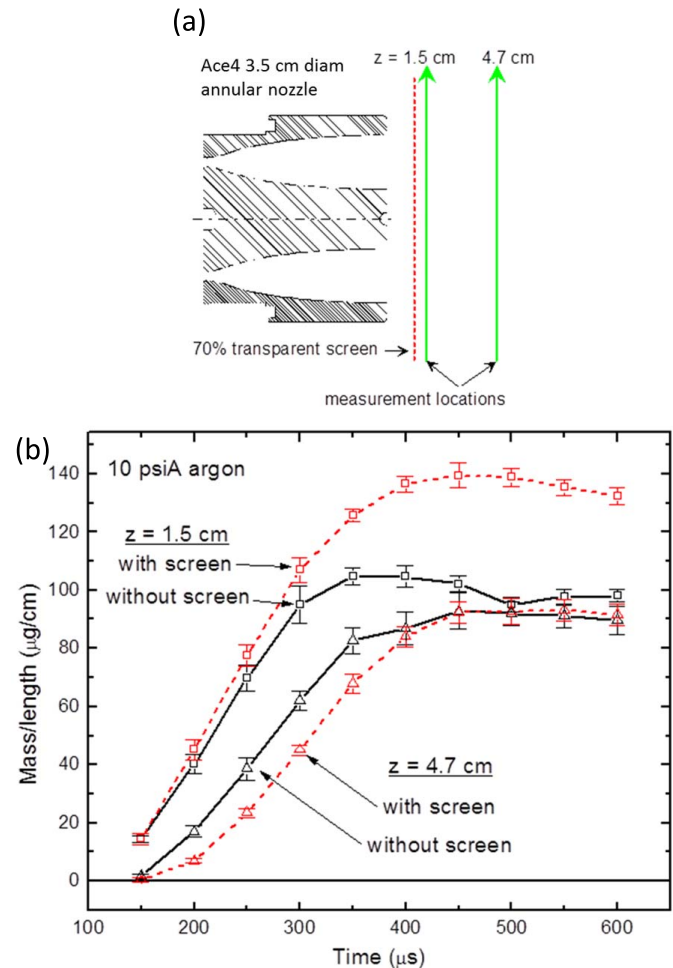 (a)
Ace4 3.5 cm diam
annular nozzle
z = 1.5 cm
4.7 cm
70% transparent screen
measurement locations
(b)
10 psiA argon
z = 1.5 cm
with screen
without screen
z = 4.7 cm
with screen
without screen
Mass/length (μg/cm)
140
120
100
80
60
40
20
0
100
200
300
400
500
600
Time (μs)